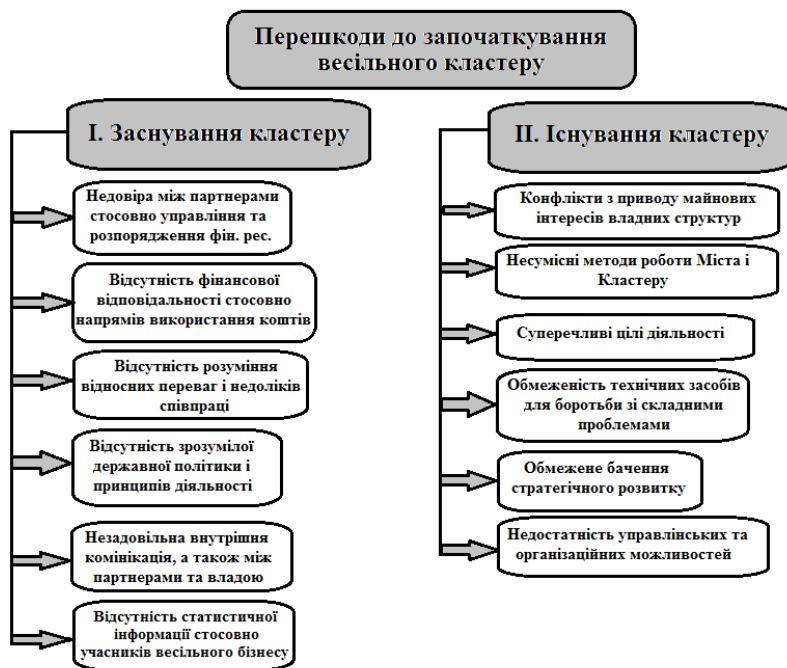 Перешкоди до започаткування
весільного кластеру
І. Заснування кластеру
Недовіра між партнерами
стосовно управління та
розпорядження фін. рес.
Відсутність фінансової
відповідальності стосовно
напрямів використання коштів
Відсутність розуміння
відносних переваг і недоліків
співпраці
Відсутність зрозумілої
державної політики і
принципів діяльності
Незадовільна внутрішня
комінікація, а також між
партнерами та владою
Відсутність статистичної
інформації стосовно
учасників весільного бізнесу
ІІ. Існування кластеру
Конфлікти з приводу майнових
інтересів владних структур
Несумісні методи роботи Міста і
Кластеру
Суперечливі цілі діяльності
Обмеженість технічних засобів
для боротьби зі складними
проблемами
Обмежене бачення
стратегічного розвитку
Недостатність управлінських та
організаційних можливостей